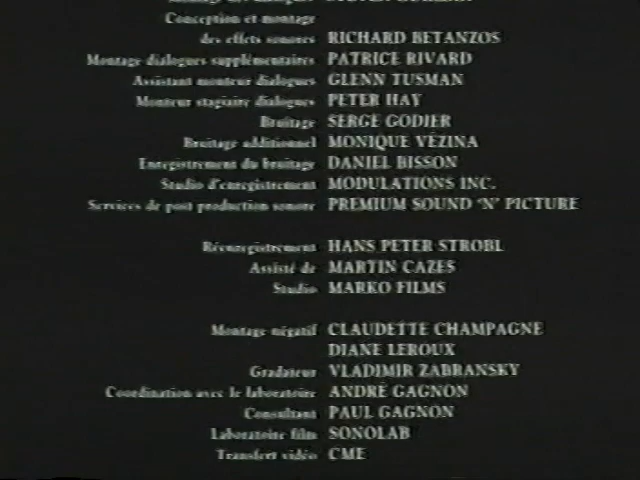 Conception et montage
des effets sonores RICHARD BETANZOS
Montage dialogues supplémentaires PATRICE RIVARD
Assistant monteur dialogues GLENN TUSMAN
Monteur stagiaire dialogues PETER HAY
Bruitage SERGE GODIER
Bruitage additionnel MONIQUE VÉZINA
Enregistrement du bruitage DANIEL BISSON
Studio d'enregistrement MODULATIONS INC.
Services de post production sonore PREMIUM SOUND 'N' PICTURE
Réenregistrement HANS PETER STROBL
Assisté de MARTIN CAZES
Studio MARKO FILMS
Montage négatif CLAUDETTE CHAMPAGNE
DIANE LEROUX
Gradateur VLADIMIR ZABRANSKY
Coordination avec le laboratoire ANDRÉ GAGNON
Consultant PAUL GAGNON
Laboratoire film SONOLAB
Transfert vidéo CME